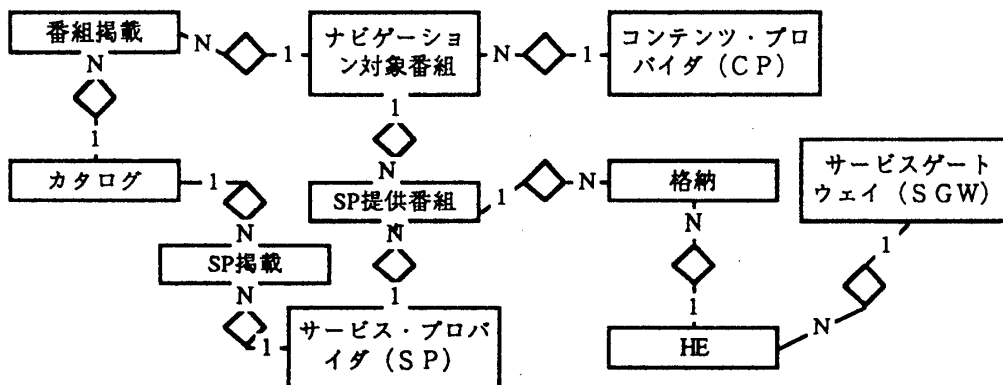 番組掲載
N
1
ナビゲーショ
ン対象番組
N
1
コンテンツ・プロ
バイダ（CP）
N
1
1
N
カタログ
1
N
SP掲載
N
1
SP提供番組
1
N
格納
サービスゲート
ウェイ（SGW）
N
1
サービス・プロバ
イダ（SP）
N
1
HE
N
1